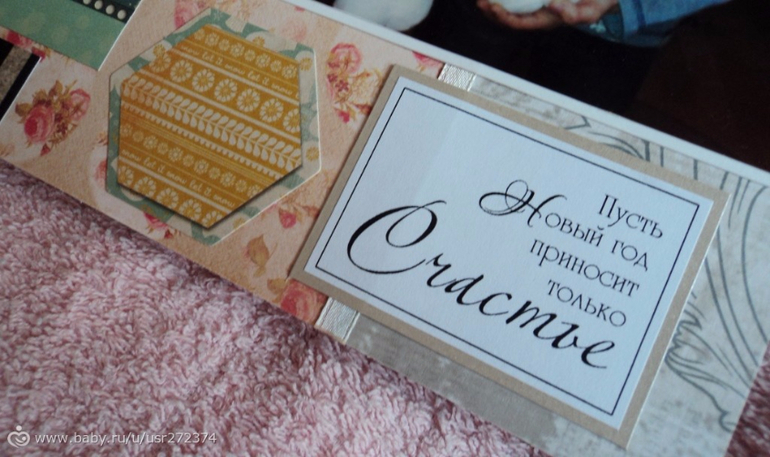 Пусть
Новый год
приносит
только
Счастье
www.baby.ru/u/usr272374